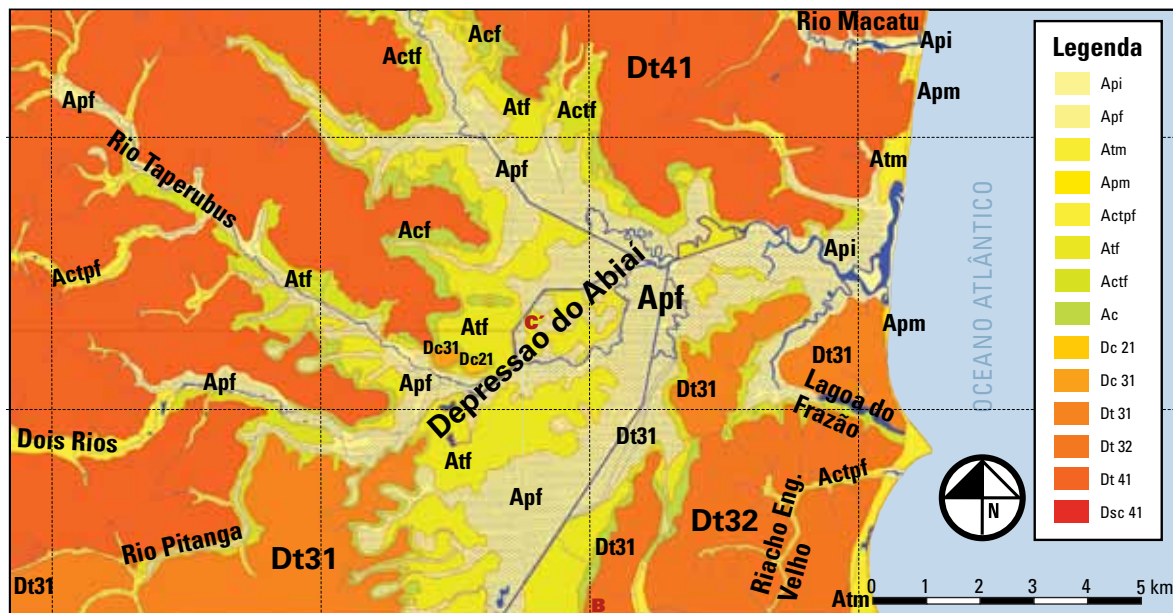 Rio Macatu
Api
Acf
Actf
Dt41
Apf
Apm
Atf
Actf
Rio Taperubus
Apf
Atm
Acf
Actpf
Atf
Api
OCEANO ATLÂNTICO
Depressao do Abiaí
Apf
C'
Atf
Dc31
Dc21
Apm
Apf
Apf
Dt31
Dt31
Lagoa do
Frazão
Dois Rios
Dt31
Atf
Actpf
Apf
Dt32
Riacho Eng.
Velho
Rio Pitanga
Dt31
Dt31
Dt31
B
Atm
Legenda
Api
Apf
Atm
Apm
Actpf
Atf
Actf
Ac
Dc 21
Dc 31
Dt 31
Dt 32
Dt 41
Dsc 41
N
0 1 2 3 4 5 km